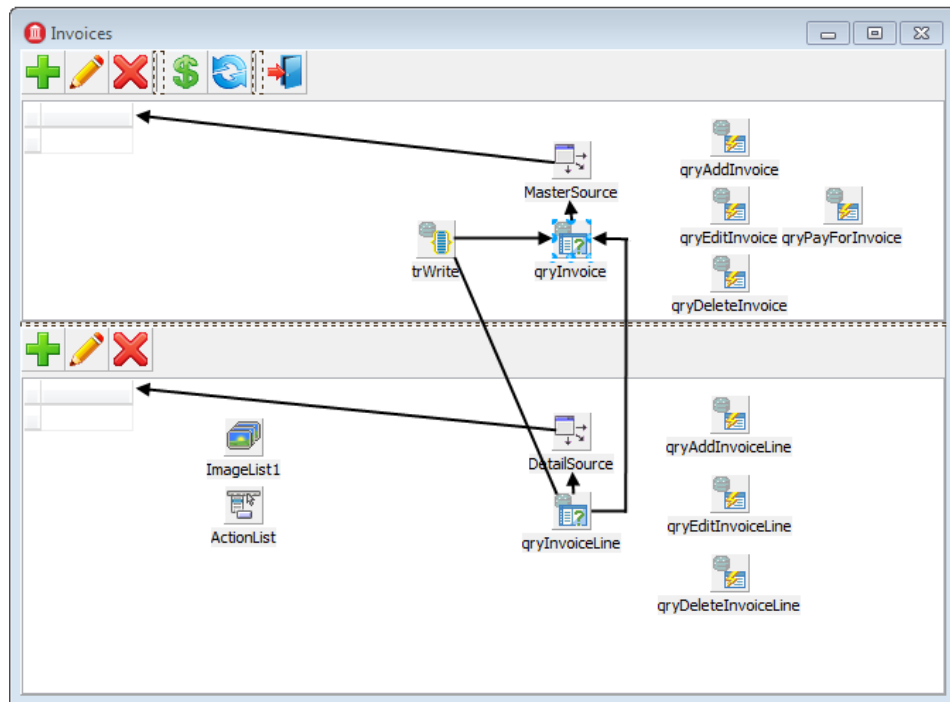 Invoices
MasterSource
qryAddInvoice
trWrite
qryInvoice
qryEditInvoice
qryPayForInvoice
qryDeleteInvoice
ImageList1
ActionList
DetailSource
qryInvoiceLine
qryAddInvoiceLine
qryEditInvoiceLine
qryDeleteInvoiceLine